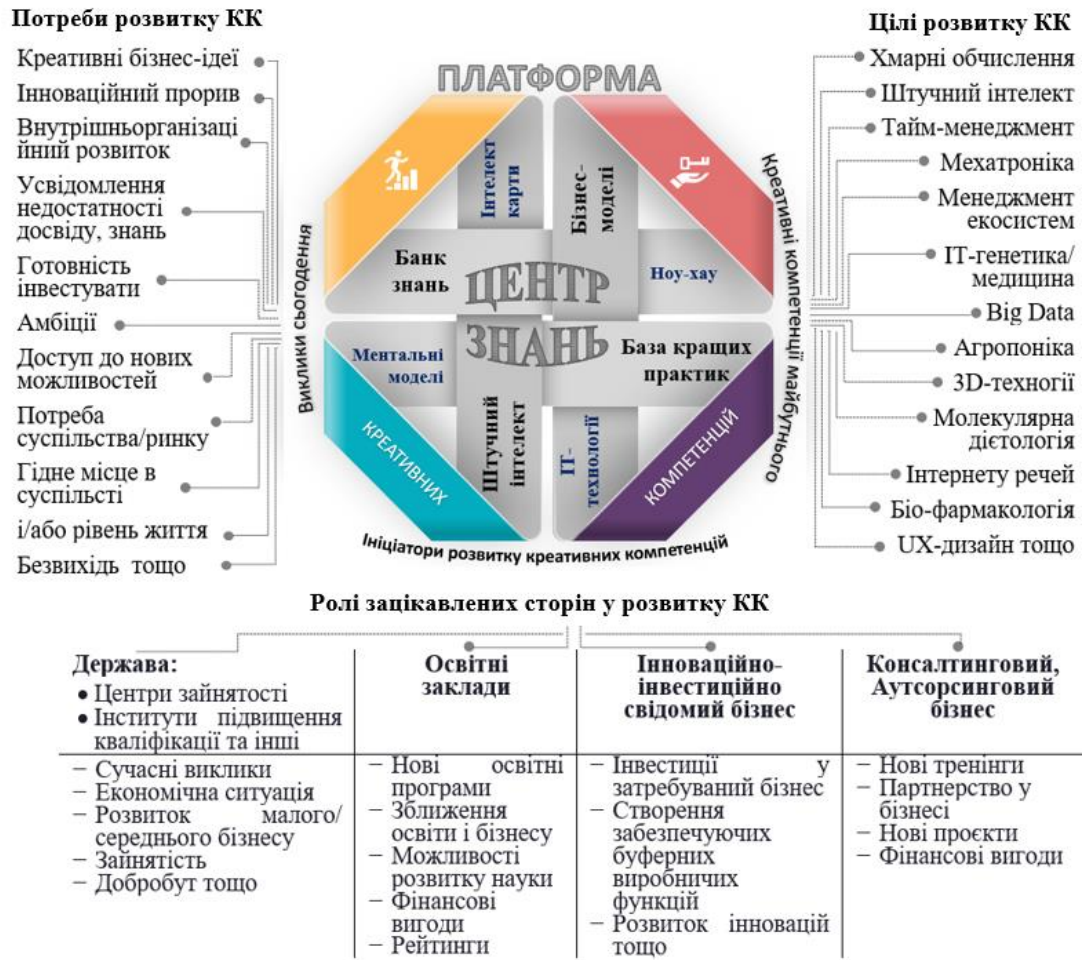 Потреби розвитку КК
Креативні бізнес-ідеї
Інноваційний прорив
Внутрішньорганізаці
йний розвиток
Усвідомлення
недостатності
досвіду, знань
Готовність
інвестувати
Амбіції
Доступ до нових
можливостей
Потреба
суспільства/ринку
Гідне місце в
суспільсті
і/або рівень життя
Безвихідь тощо
ПЛАТФОРМА
Виклики сьогодення
Інтелект
карти
Бізнес-
моделі
Банк
знань
ЦЕНТР
Ноу-хау
ЗНАНЬ
Ментальні
моделі
База кращих
практик
Штучний
інтелект
ІТ-
технології
КРЕАТИВНИХ
КОМПЕТЕНЦІЙ
Креативні компетенції майбутнього
Ініціатори розвитку креативних компетенцій
Цілі розвитку КК
Хмарні обчислення
Штучний інтелект
Тайм-менеджмент
Мехатроніка
Менеджмент
екосистем
ІТ-генетика/
медицина
Big Data
Агропоніка
3D-техногії
Молекулярна
дієтологія
Інтернету речей
Біо-фармакологія
UX-дизайн тощо
Ролі зацікавлених сторін у розвитку КК
Держава:
● Центри зайнятості
● Інститути підвищення
кваліфікації та інші
− Сучасні виклики
− Економічна ситуація
− Розвиток малого/
середнього бізнесу
− Зайнятість
− Добробут тощо
Освітні
заклади
− Нові освітні
програми
− Зближення
освіти і бізнесу
− Можливості
розвитку науки
− Фінансові
вигоди
− Рейтинги
Інноваційно-
інвестиційно
свідомий бізнес
− Інвестиції у
затребуваний бізнес
− Створення
забезпечуючих
буферних
виробничих
функцій
− Розвиток інновацій
тощо
Консалтинговий,
Аутсорсинговий
бізнес
− Нові тренінги
− Партнерство у
бізнесі
− Нові проєкти
− Фінансові вигоди